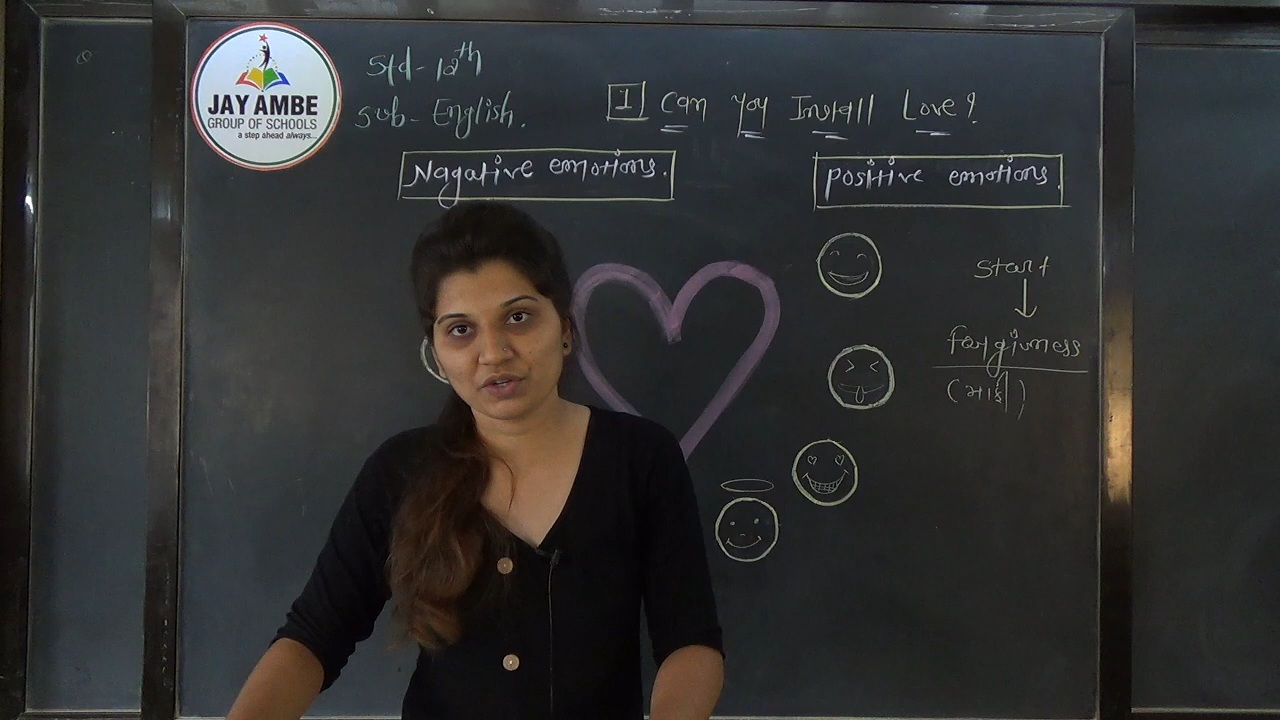 JAY AMBE
GROUP OF SCHOOLS
a step ahead always...
Std - 12th
Sub - English.
1 Can You Install Love?
Nagative emotions.
Positive emotions.
Start
Forgivness
(માફી)